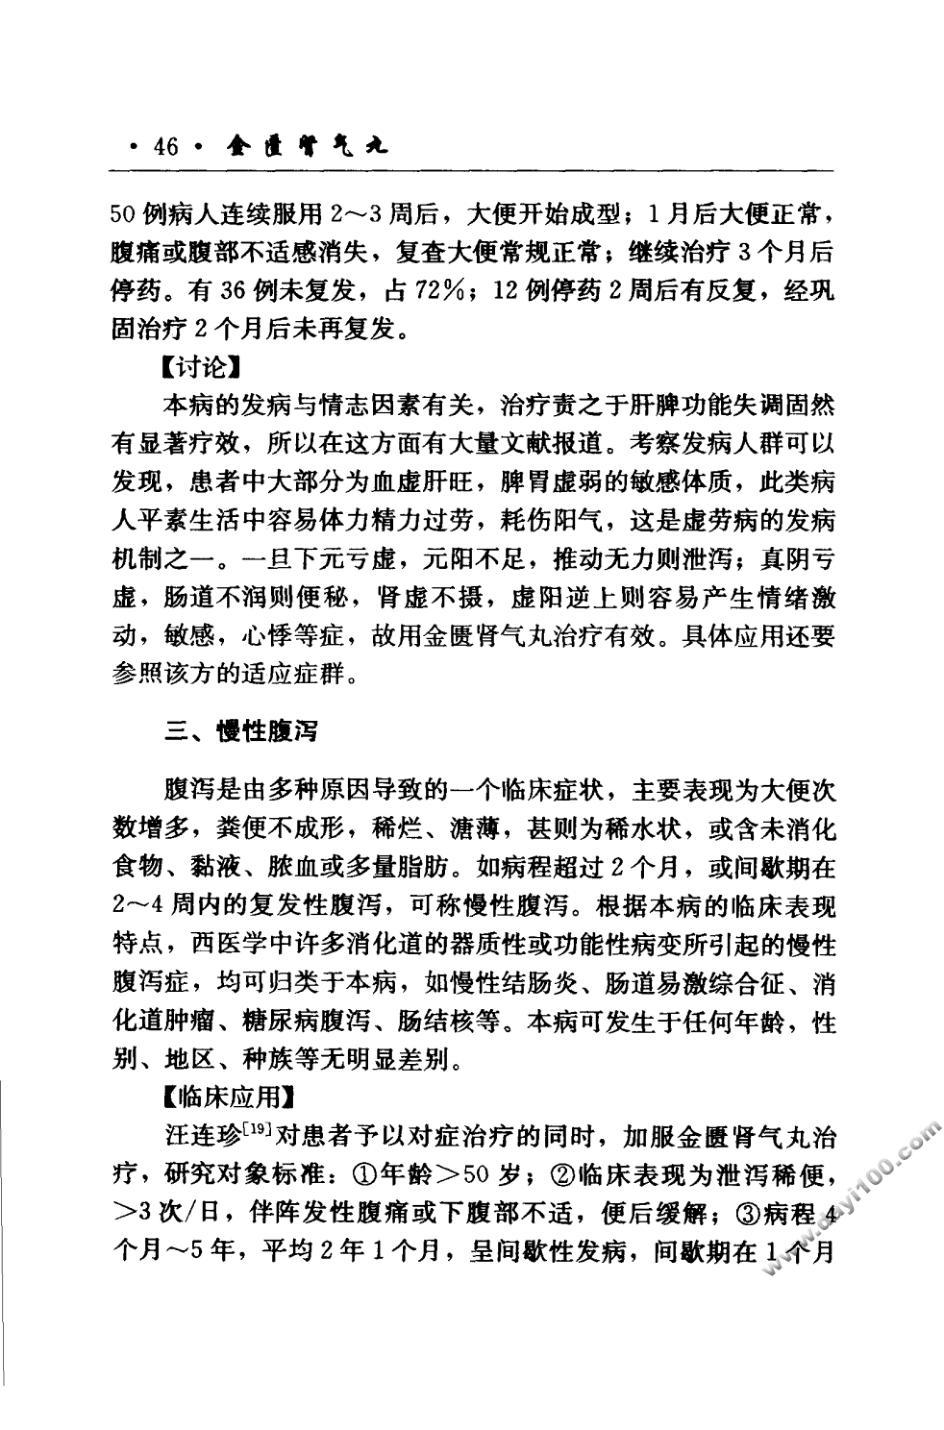 ·46· 金匮肾气丸
50例病人连续服用2～3周后，大便开始成型；1月后大便正常，
腹痛或腹部不适感消失，复查大便常规正常；继续治疗3个月后
停药。有36例未复发，占72%；12例停药2周后有反复，经巩
固治疗2个月后未再复发。
【讨论】
本病的发病与情志因素有关，治疗责之于肝脾功能失调固然
有显著疗效，所以在这方面有大量文献报道。考察发病人群可以
发现，患者中大部分为血虚肝旺，脾胃虚弱的敏感体质，此类病
人平素生活中容易体力精力过劳，耗伤阳气，这是虚劳病的发病
机制之一。一旦下元亏虚，元阳不足，推动无力则泄泻；真阴亏
虚，肠道不润则便秘，肾虚不摄，虚阳逆上则容易产生情绪激
动，敏感，心悸等症，故用金匮肾气丸治疗有效。具体应用还要
参照该方的适应症群。
三、慢性腹泻
腹泻是由多种原因导致的一个临床症状，主要表现为大便次
数增多，粪便不成形，稀烂、溏薄，甚则为稀水状，或含未消化
食物、黏液、脓血或多量脂肪。如病程超过2个月，或间歇期在
2～4周内的复发性腹泻，可称慢性腹泻。根据本病的临床表现
特点，西医学中许多消化道的器质性或功能性病变所引起的慢性
腹泻症，均可归类于本病，如慢性结肠炎、肠道易激综合征、消
化道肿瘤、糖尿病腹泻、肠结核等。本病可发生于任何年龄，性
别、地区、种族等无明显差别。
【临床应用】
汪连珍[19]对患者予以对症治疗的同时，加服金匮肾气丸治
疗，研究对象标准：①年龄＞50岁；②临床表现为泄泻稀便，
＞3次/日，伴阵发性腹痛或下腹部不适，便后缓解；③病程4
个月～5年，平均2年1个月，呈间歇性发病，间歇期在1个月
www.dayi100.com